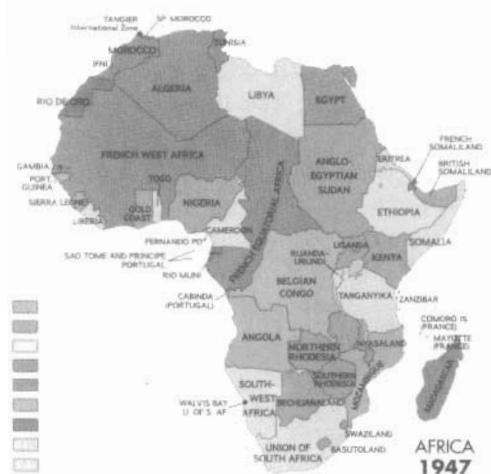 TANGIER
International Zone
SP MOROCCO
MOROCCO
TUNISIA
IFNI
ALGERIA
LIBYA
EGYPT
RIO DE ORO
FRENCH WEST AFRICA
FRENCH EQUATORIAL AFRICA
ANGLO-
EGYPTIAN
SUDAN
ERITREA
FRENCH
SOMALILAND
BRITISH
SOMALILAND
GAMBIA
PORT
GUINEA
SIERRA LEONE
LIBERIA
GOLD
COAST
TOGO
NIGERIA
CAMEROON
ETHIOPIA
SOMALIA
FERNANDO PO
SAO TOME AND PRINCIPE
PORTUGAL
RIO MUNI
CABINDA
(PORTUGAL)
UGANDA
KENYA
RUANDA-
URUNDI
BELGIAN
CONGO
TANGANYIKA
ZANZIBAR
COMORO IS
(FRANCE)
MAYOTTE
(FRANCE)
ANGOLA
NORTHERN
RHODESIA
NYASALAND
SOUTHERN
RHODESIA
MOZAMBIQUE
MADAGASCAR
SOUTH-
WEST
AFRICA
BECHUANALAND
WALVIS BAY
U OF S. AF
SWAZILAND
BASUTOLAND
UNION OF
SOUTH AFRICA
AFRICA
1947